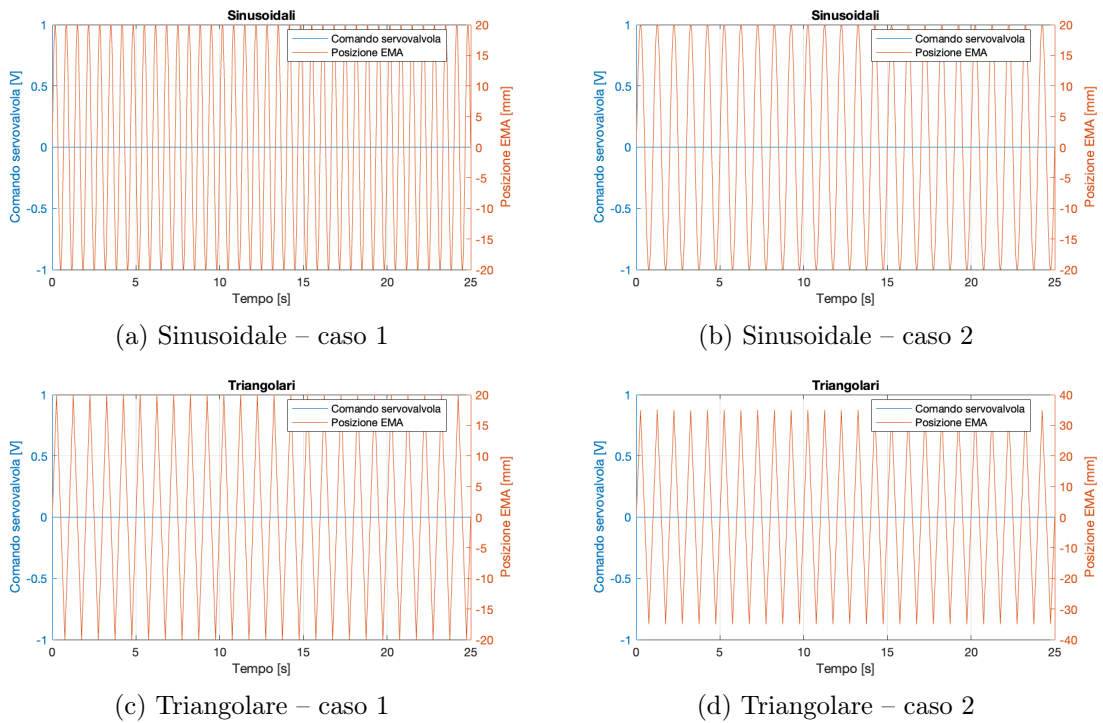 Sinusoidali
Comando servovalvola
Posizione EMA
Comando servovalvola [V]
1
0.5
0
-0.5
-1
20
15
10
5
0
-5
-10
-15
-20
Posizione EMA [mm]
0 5 10 15 20 25
Tempo [s]
(a) Sinusoidale – caso 1
Sinusoidali
Comando servovalvola
Posizione EMA
Comando servovalvola [V]
1
0.5
0
-0.5
-1
20
15
10
5
0
-5
-10
-15
-20
Posizione EMA [mm]
0 5 10 15 20 25
Tempo [s]
(b) Sinusoidale – caso 2
Triangolari
Comando servovalvola
Posizione EMA
Comando servovalvola [V]
1
0.5
0
-0.5
-1
20
15
10
5
0
-5
-10
-15
-20
Posizione EMA [mm]
0 5 10 15 20 25
Tempo [s]
(c) Triangolare – caso 1
Triangolari
Comando servovalvola
Posizione EMA
Comando servovalvola [V]
1
0.5
0
-0.5
-1
40
30
20
10
0
-10
-20
-30
-40
Posizione EMA [mm]
0 5 10 15 20 25
Tempo [s]
(d) Triangolare – caso 2